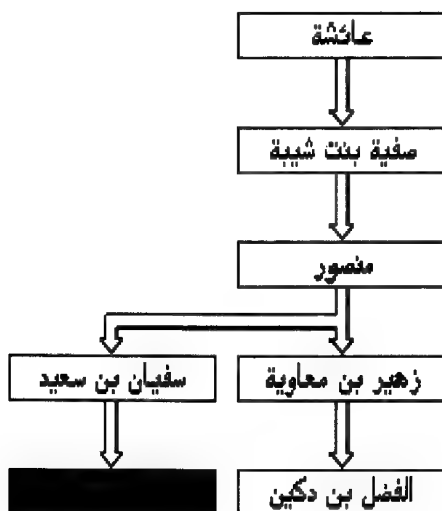 عائشة
صفية بنت شيبة
منصور
زهير بن معاوية
سفيان بن سعيد
الفضل بن دكين